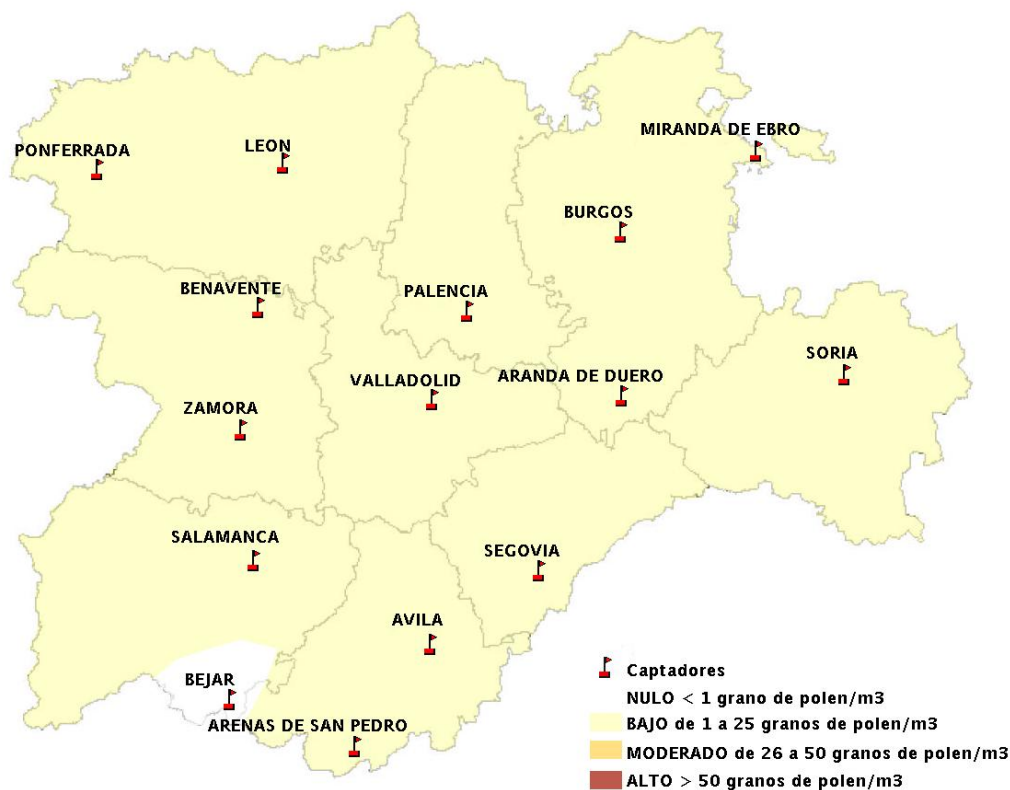 MIRANDA DE EBRO
PONFERRADA
LEON
BURGOS
BENAVENTE
PALENCIA
SORIA
VALLADOLID
ARANDA DE DUERO
ZAMORA
SALAMANCA
SEGOVIA
AVILA
BEJAR
ARENAS DE SAN PEDRO
Captadores
NULO < 1 grano de polen/m3
BAJO de 1 a 25 granos de polen/m3
MODERADO de 26 a 50 granos de polen/m3
ALTO > 50 granos de polen/m3